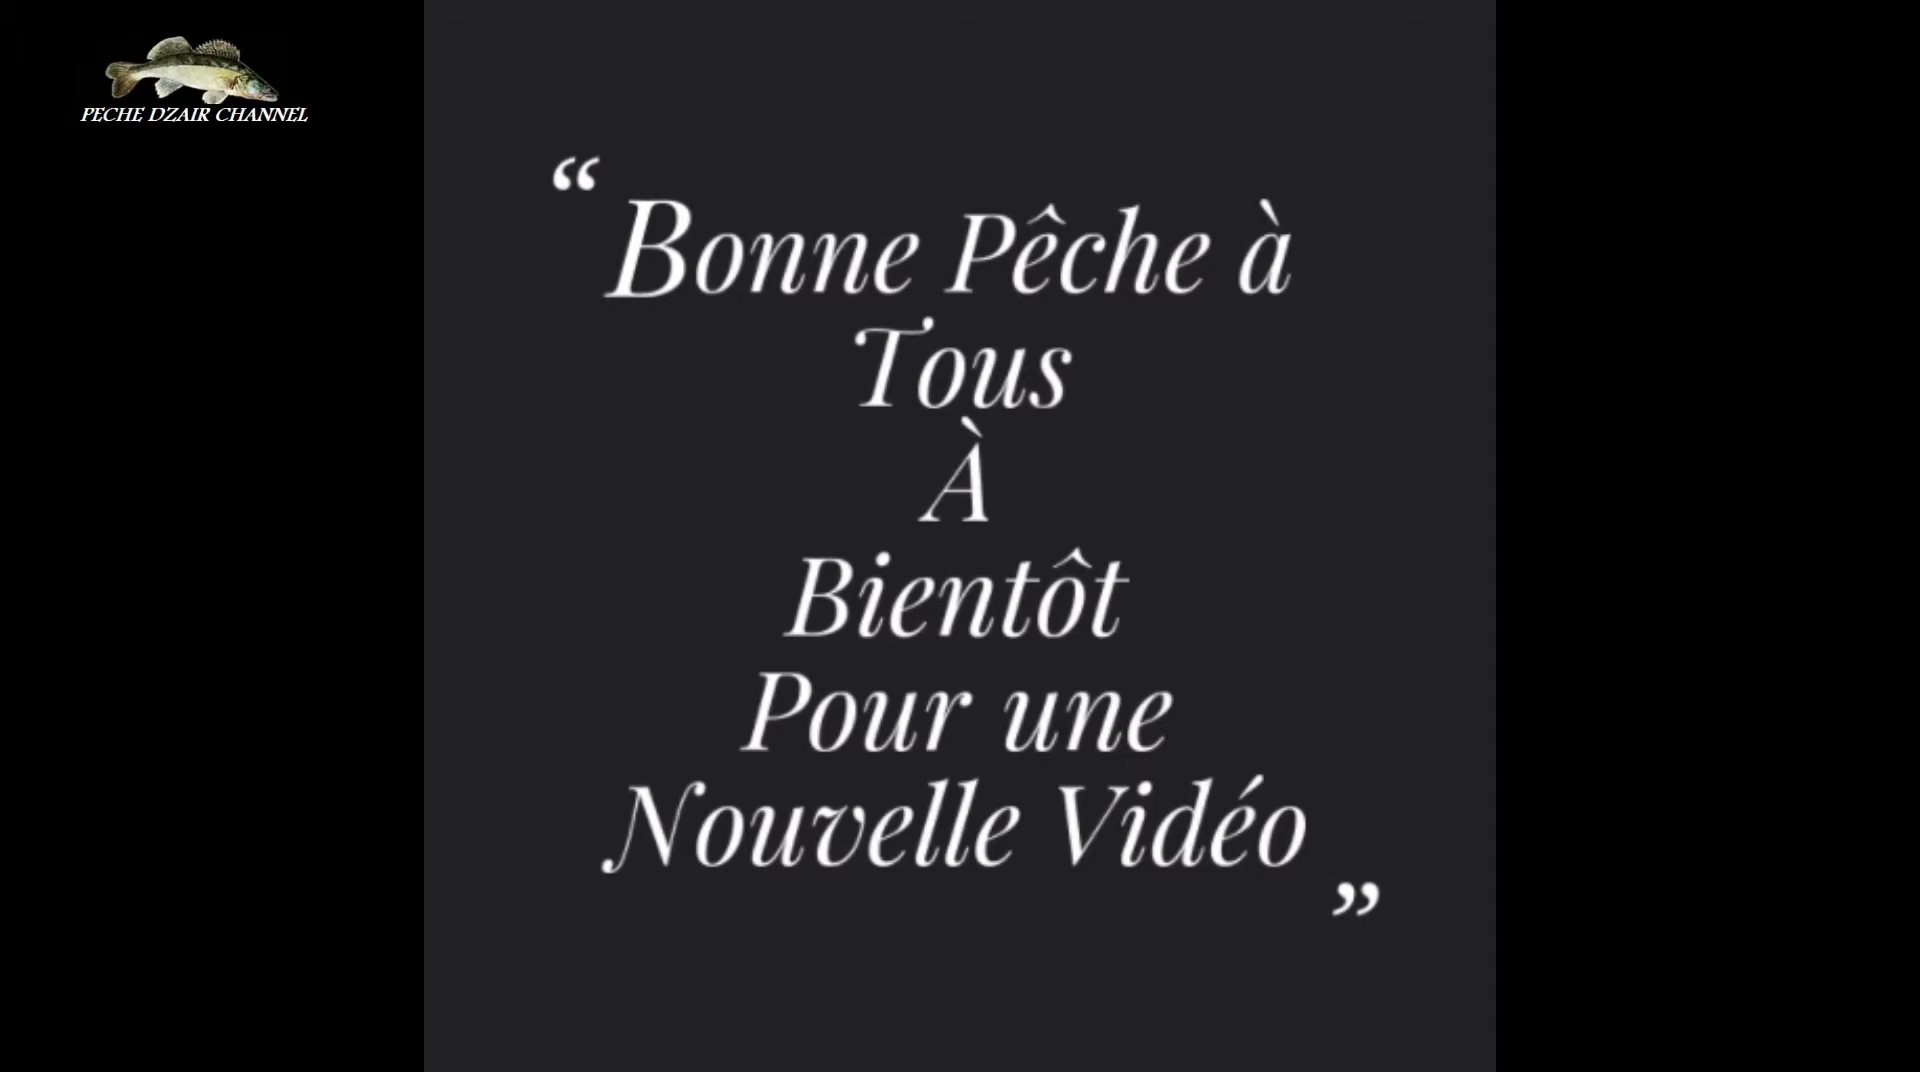 PECHE DZAIR CHANNEL
“Bonne Pêche à
Tous
À
Bientôt
Pour une
Nouvelle Vidéo”